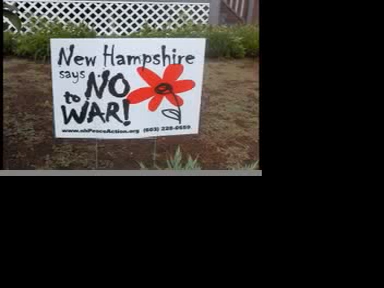 New Hampshire
says NO
to WAR!
www.nhPeaceAction.org (603) 228-0559